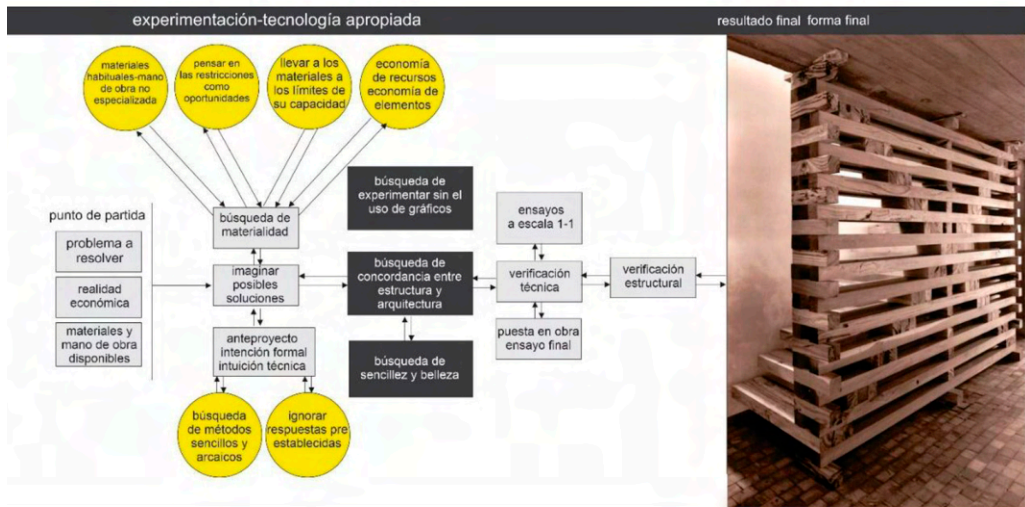 experimentación-tecnología apropiada
resultado final forma final
materiales
habituales-mano
de obra no
especializada
pensar en
las restricciones
como
oportunidades
llevar a los
materiales a
los límites de
su capacidad
economía
de recursos
economía de
elementos
punto de partida
problema a
resolver
realidad
económica
materiales y
mano de obra
disponibles
búsqueda de
materialidad
imaginar
posibles
soluciones
anteproyecto
intención formal
intuición técnica
búsqueda
de métodos
sencillos y
arcaicos
ignorar
respuestas pre
establecidas
búsqueda de
experimentar sin el
uso de gráficos
búsqueda de
concordancia entre
estructura y
arquitectura
búsqueda de
sencillez y belleza
ensayos
a escala 1-1
verificación
técnica
puesta en obra
ensayo final
verificación
estructural